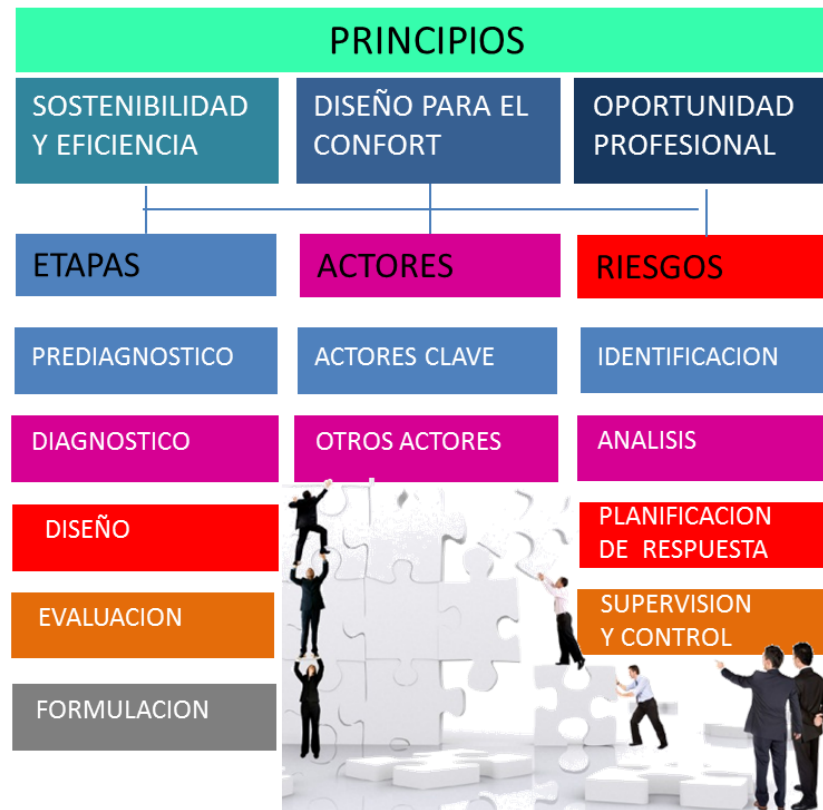 PRINCIPIOS
SOSTENIBILIDAD
Y EFICIENCIA
DISEÑO PARA EL
CONFORT
OPORTUNIDAD
PROFESIONAL
ETAPAS
ACTORES
RIESGOS
PREDIAGNOSTICO
ACTORES CLAVE
IDENTIFICACION
DIAGNOSTICO
OTROS ACTORES
ANALISIS
DISEÑO
PLANIFICACION
DE RESPUESTA
EVALUACION
SUPERVISION
Y CONTROL
FORMULACION